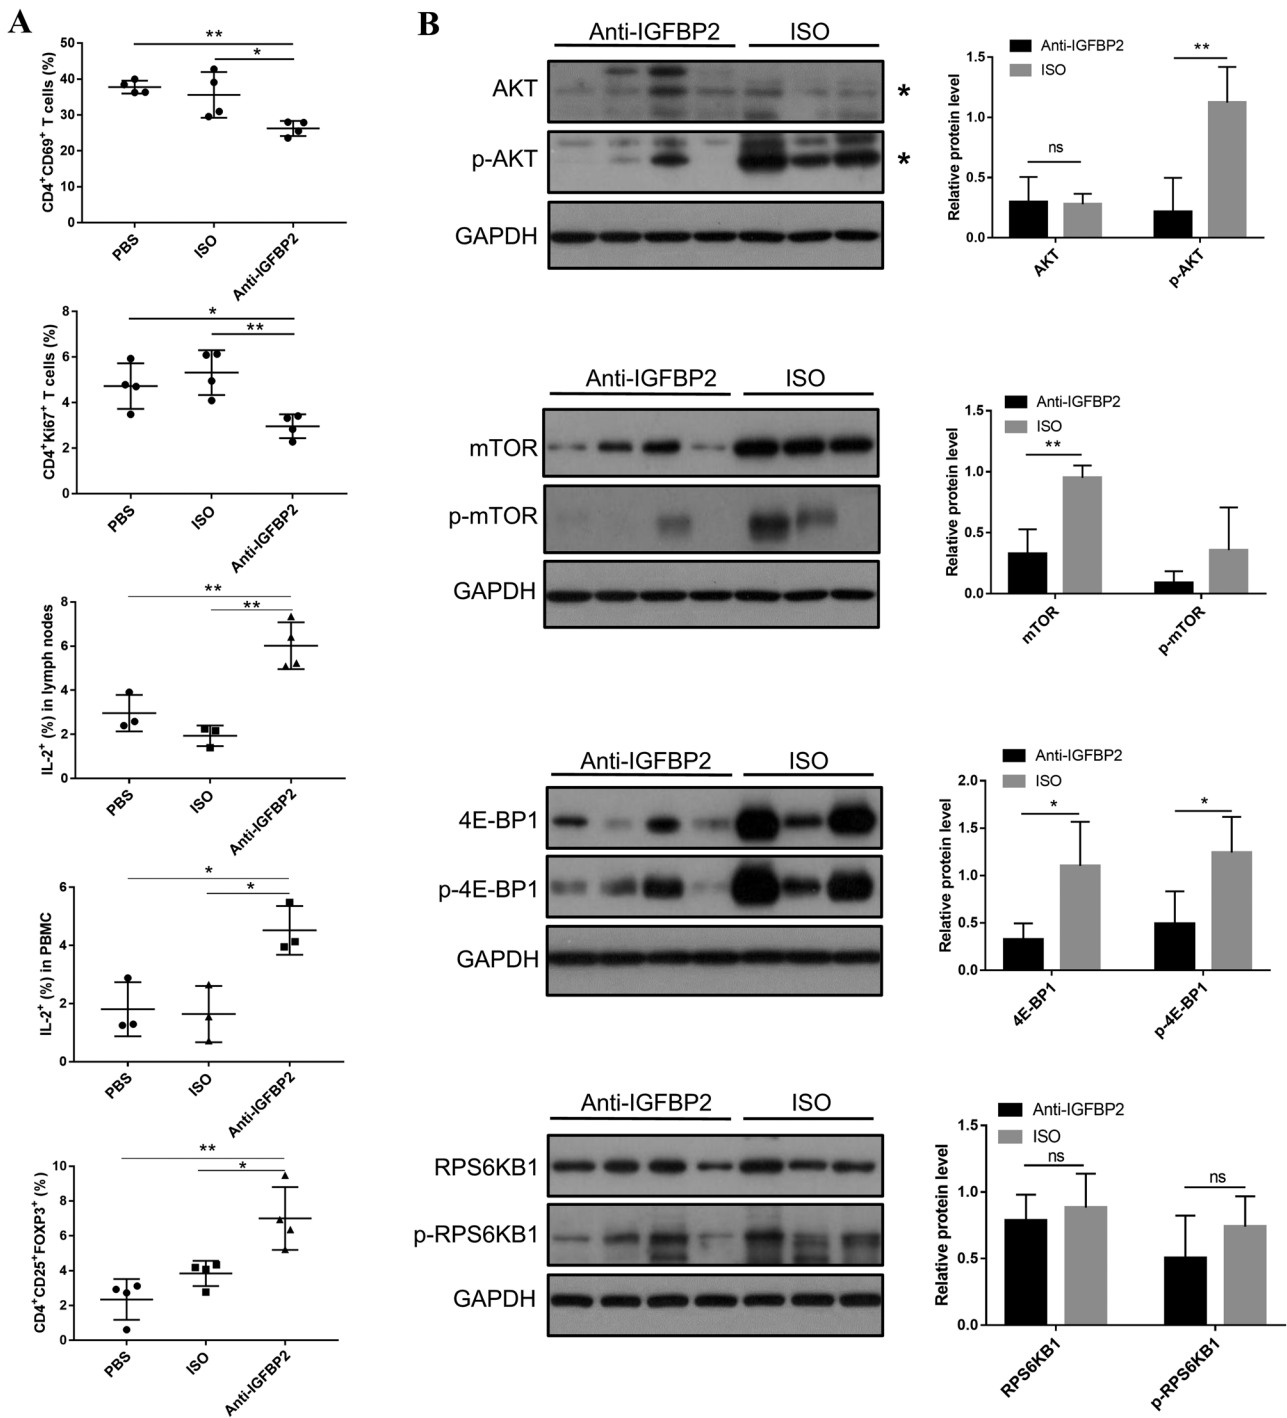 A
CD4+CD69+ T cells (%)
50
40
30
20
10
0
**
*
PBS
ISO
Anti-IGFBP2
CD4+Ki67+ T cells (%)
8
6
4
2
0
*
**
PBS
ISO
Anti-IGFBP2
IL-2+ (%) in lymph nodes
8
6
4
2
0
**
**
PBS
ISO
Anti-IGFBP2
IL-2+ (%) in PBMC
6
4
2
0
*
*
PBS
ISO
Anti-IGFBP2
CD4+CD25+FOXP3+ (%)
10
8
6
4
2
0
**
*
PBS
ISO
Anti-IGFBP2
B
Anti-IGFBP2 ISO
AKT *
p-AKT *
GAPDH
Anti-IGFBP2
ISO
Relative protein level
1.5
1.0
0.5
0.0
ns
**
AKT
p-AKT
Anti-IGFBP2 ISO
mTOR
p-mTOR
GAPDH
Anti-IGFBP2
ISO
Relative protein level
1.5
1.0
0.5
0.0
**
mTOR
p-mTOR
Anti-IGFBP2 ISO
4E-BP1
p-4E-BP1
GAPDH
Anti-IGFBP2
ISO
Relative protein level
2.0
1.5
1.0
0.5
0.0
*
*
4E-BP1
p-4E-BP1
Anti-IGFBP2 ISO
RPS6KB1
p-RPS6KB1
GAPDH
Anti-IGFBP2
ISO
Relative protein level
1.5
1.0
0.5
0.0
ns
ns
RPS6KB1
p-RPS6KB1